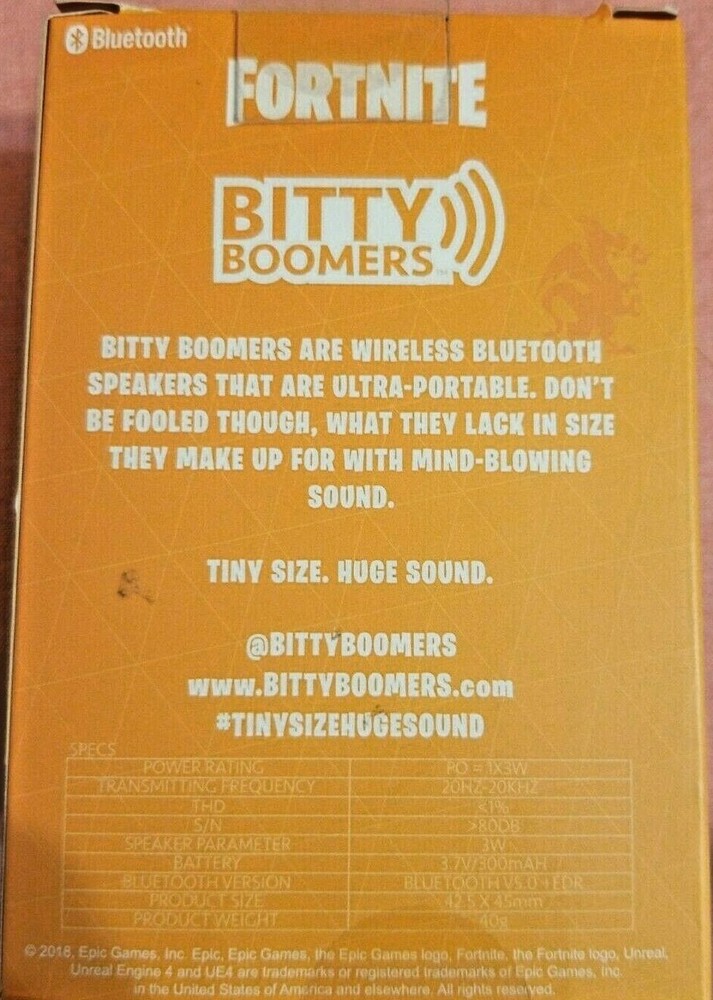 Bluetooth
FORTNITE
BITTY
BOOMERS™
BITTY BOOMERS ARE WIRELESS BLUETOOTH
SPEAKERS THAT ARE ULTRA-PORTABLE. DON'T
BE FOOLED THOUGH, WHAT THEY LACK IN SIZE
THEY MAKE UP FOR WITH MIND-BLOWING
SOUND.
TINY SIZE. HUGE SOUND.
@BITTYBOOMERS
www.BITTYBOOMERS.com
#TINYSIZEHUGESOUND
SPECS
POWER RATING PO = 1X3W
TRANSMITTING FREQUENCY 20HZ-20KHZ
THD <1%
S/N >80DB
SPEAKER PARAMETER 3W
BATTERY 3.7V/300mAH
BLUETOOTH VERSION BLUETOOTH V5.0 +EDR
PRODUCT SIZE 42.5 X 45mm
PRODUCT WEIGHT 40g
© 2018, Epic Games, Inc. Epic, Epic Games, the Epic Games logo, Fortnite, the Fortnite logo, Unreal,
Unreal Engine 4 and UE4 are trademarks or registered trademarks of Epic Games, Inc.
in the United States of America and elsewhere. All rights reserved.